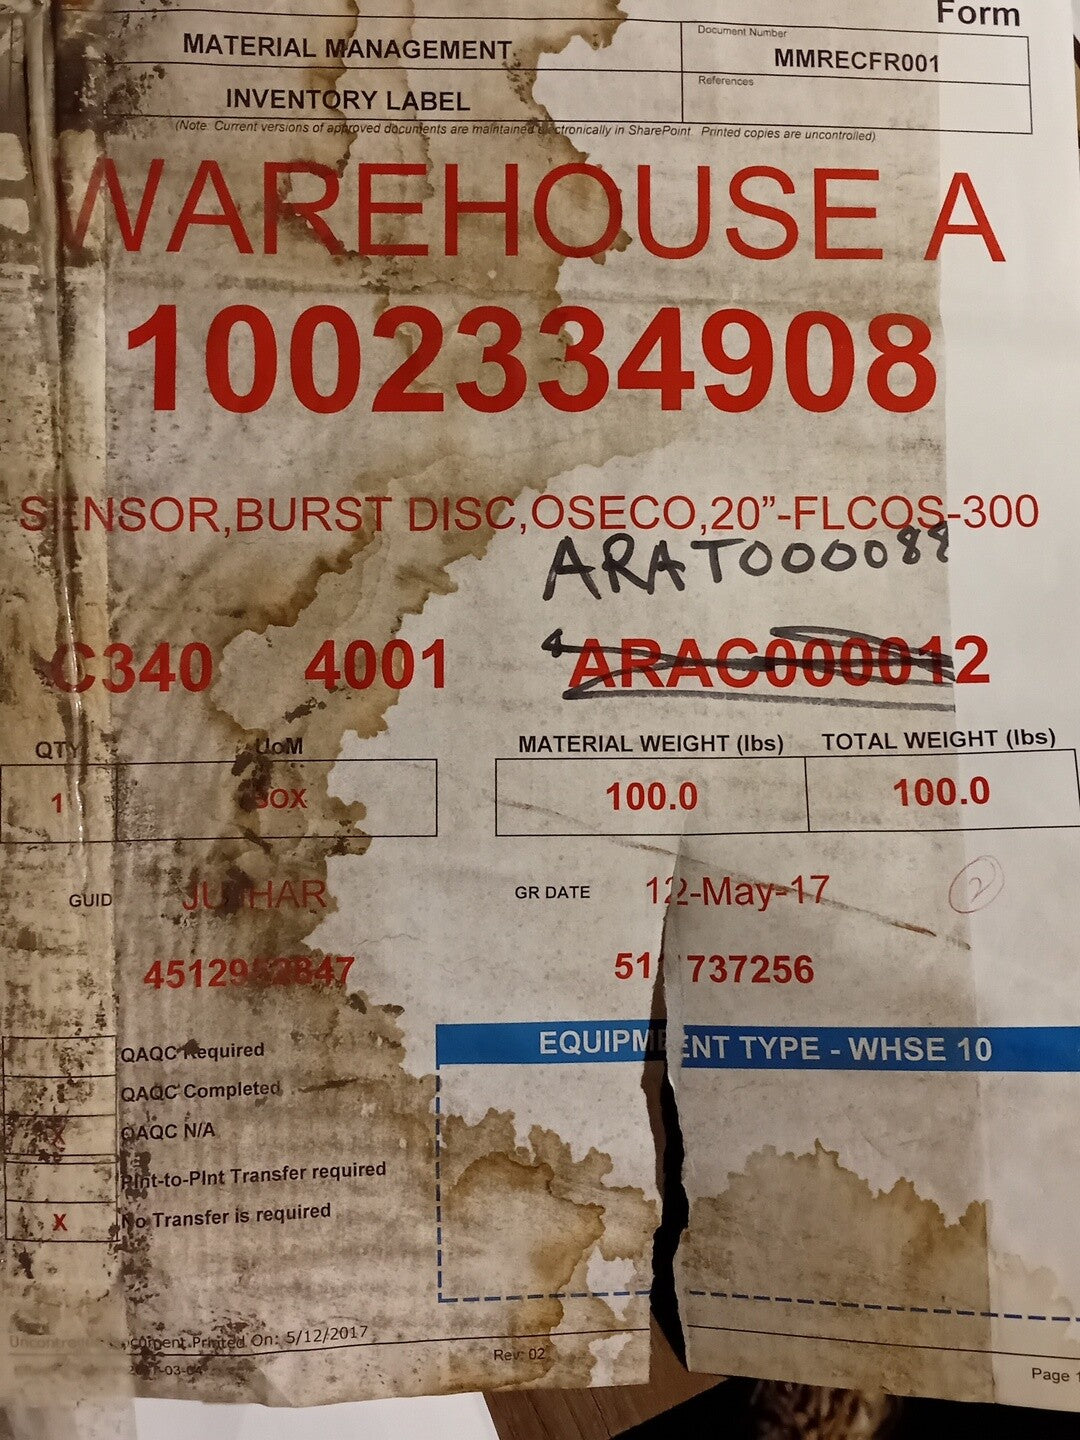 Form
MATERIAL MANAGEMENT
Document Number
MMRECFR001
INVENTORY LABEL
References
(Note: Current versions of approved documents are maintained electronically in SharePoint. Printed copies are uncontrolled)
WAREHOUSE A
1002334908
SENSOR,BURST DISC,OSECO,20"-FLCOS-300
ARAT000088
C340 4001 ARAC000012
QTY UoM MATERIAL WEIGHT (lbs) TOTAL WEIGHT (lbs)
1 BOX 100.0 100.0
GUID GR DATE 12-May-17
2
737256
EQUIPMENT TYPE - WHSE 10
QAQC Required
QAQC Completed
X QAQC N/A
Plnt-to-Plnt Transfer required
X No Transfer is required
Printed On: 5/12/2017
Rev: 02
Page 1